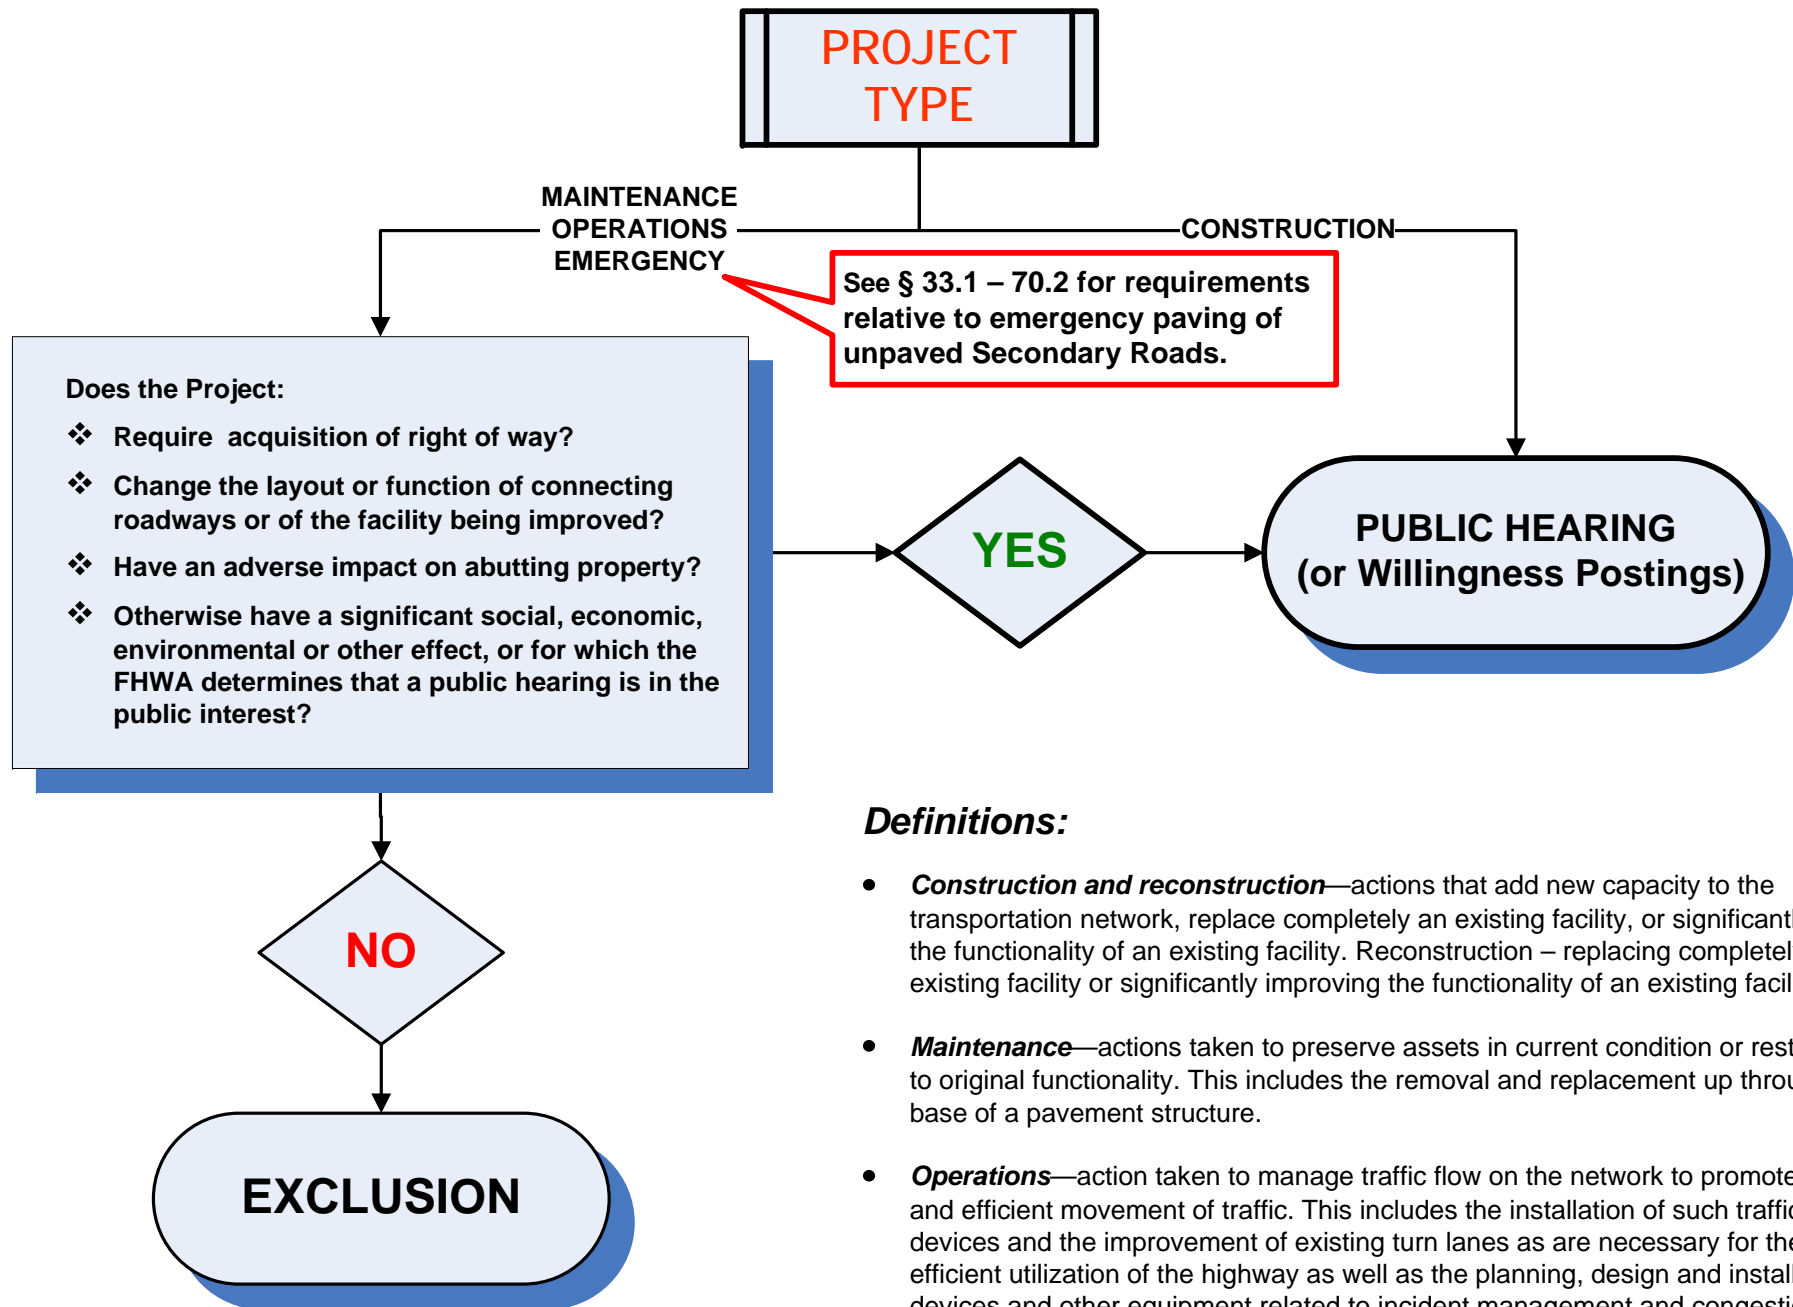 PROJECT
TYPE
MAINTENANCE
OPERATIONS
EMERGENCY
CONSTRUCTION
See § 33.1 – 70.2 for requirements
relative to emergency paving of
unpaved Secondary Roads.
Does the Project:
❖ Require acquisition of right of way?
❖ Change the layout or function of connecting
roadways or of the facility being improved?
❖ Have an adverse impact on abutting property?
❖ Otherwise have a significant social, economic,
environmental or other effect, or for which the
FHWA determines that a public hearing is in the
public interest?
YES
PUBLIC HEARING
(or Willingness Postings)
NO
EXCLUSION
Definitions:
• Construction and reconstruction—actions that add new capacity to the
transportation network, replace completely an existing facility, or
the functionality of an existing facility. Reconstruction – replacing
existing facility or significantly improving the functionality of an existing
• Maintenance—actions taken to preserve assets in current condition or
to original functionality. This includes the removal and replacement up
base of a pavement structure.
• Operations—action taken to manage traffic flow on the network to promote
and efficient movement of traffic. This includes the installation of such
devices and the improvement of existing turn lanes as are necessary for
efficient utilization of the highway as well as the planning, design and
devices and other equipment related to incident management and